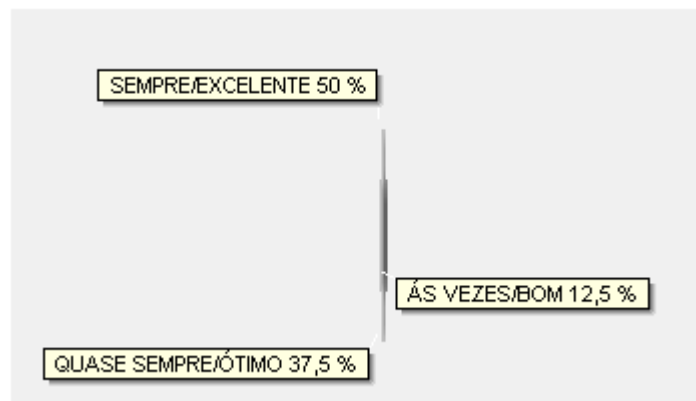 SEMPRE/EXCELENTE 50 %
ÁS VEZES/BOM 12,5 %
QUASE SEMPRE/ÓTIMO 37,5 %